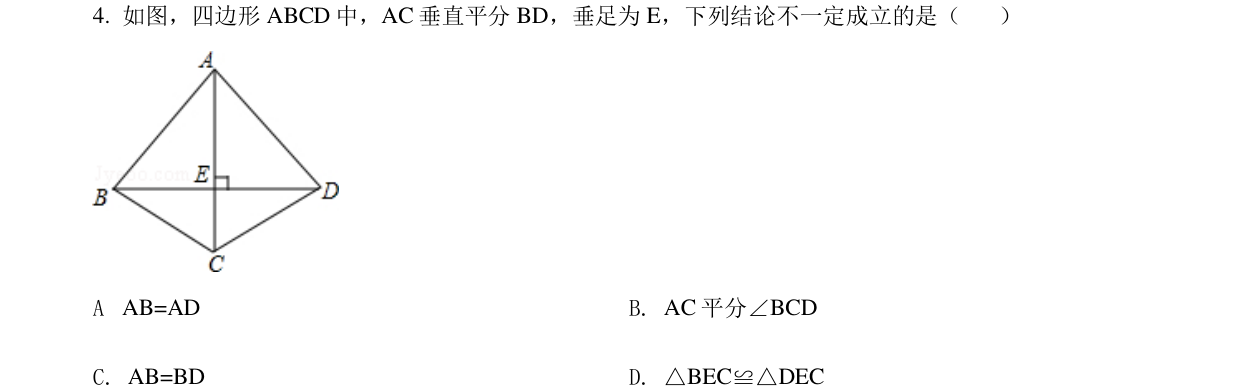 4. 如图，四边形 ABCD 中，AC 垂直平分 BD，垂足为 E，下列结论不一定成立的是（　　）
A
E
B
D
C
A AB=AD
B. AC 平分∠BCD
C. AB=BD
D. △BEC≌△DEC